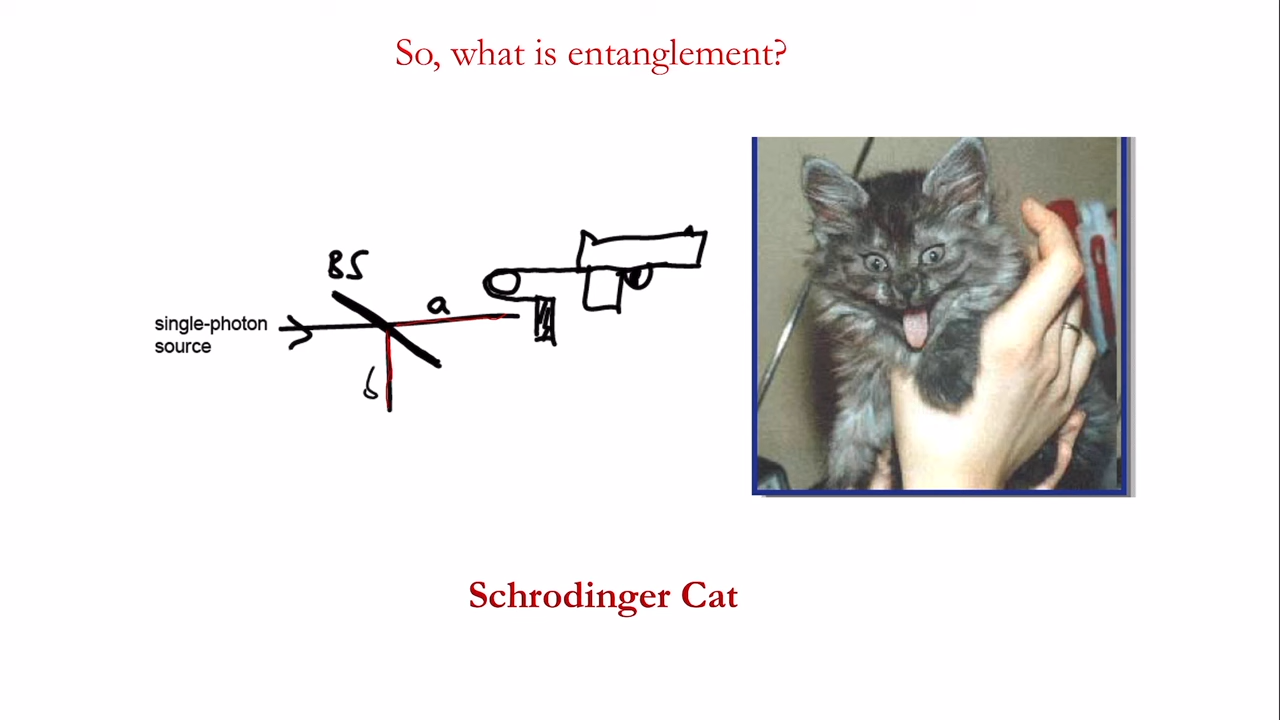 So, what is entanglement?
BS
a
single-photon
source
b
Schrodinger Cat